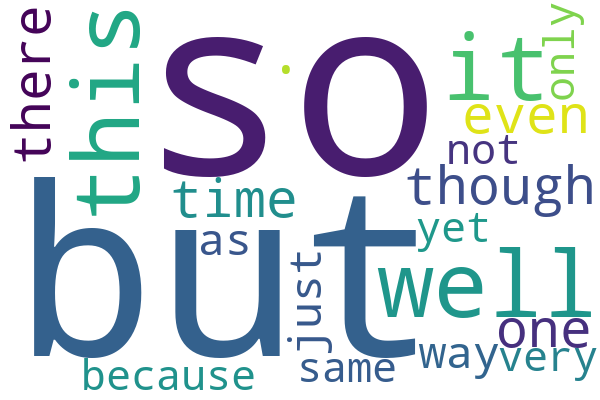 there
this
so
.
it
only
even
not
though
time
as
yet
but
just
well
one
because
same
way
very